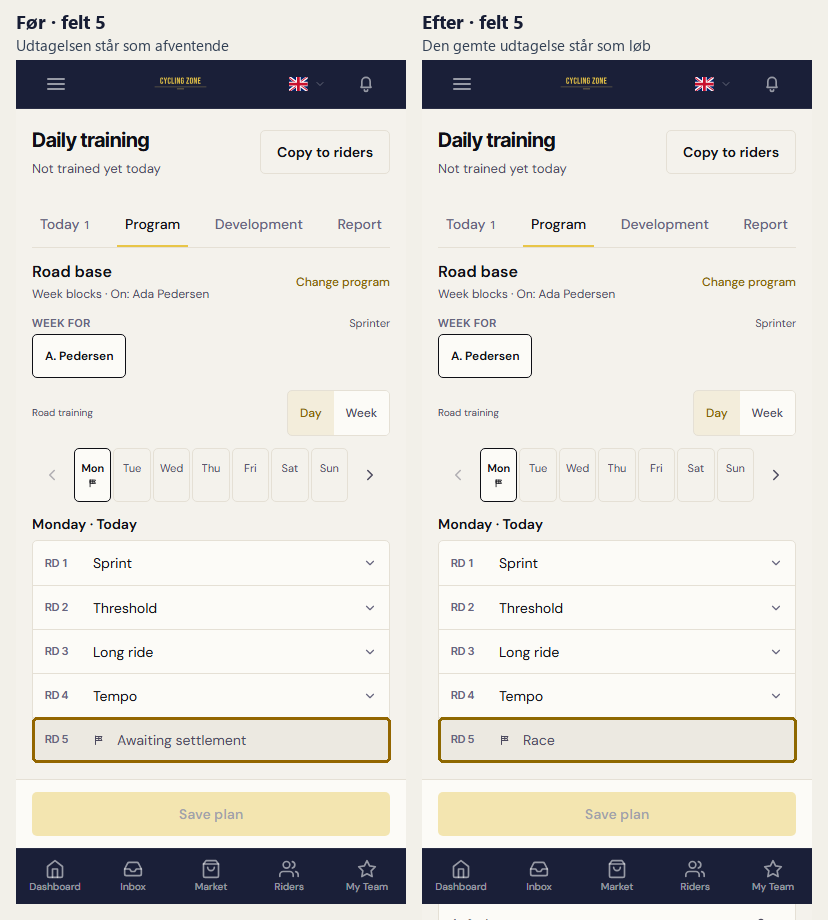 Før · felt 5
Udtagelsen står som afventende
CYCLING ZONE
Daily training
Not trained yet today
Copy to riders
Today 1
Program
Development
Report
Road base
Week blocks · On: Ada Pedersen
Change program
WEEK FOR
Sprinter
A. Pedersen
Road training
Day
Week
Mon
Tue
Wed
Thu
Fri
Sat
Sun
Monday · Today
RD 1 Sprint
RD 2 Threshold
RD 3 Long ride
RD 4 Tempo
RD 5 Awaiting settlement
Save plan
Dashboard
Inbox
Market
Riders
My Team
Efter · felt 5
Den gemte udtagelse står som løb
CYCLING ZONE
Daily training
Not trained yet today
Copy to riders
Today 1
Program
Development
Report
Road base
Week blocks · On: Ada Pedersen
Change program
WEEK FOR
Sprinter
A. Pedersen
Road training
Day
Week
Mon
Tue
Wed
Thu
Fri
Sat
Sun
Monday · Today
RD 1 Sprint
RD 2 Threshold
RD 3 Long ride
RD 4 Tempo
RD 5 Race
Save plan
Dashboard
Inbox
Market
Riders
My Team